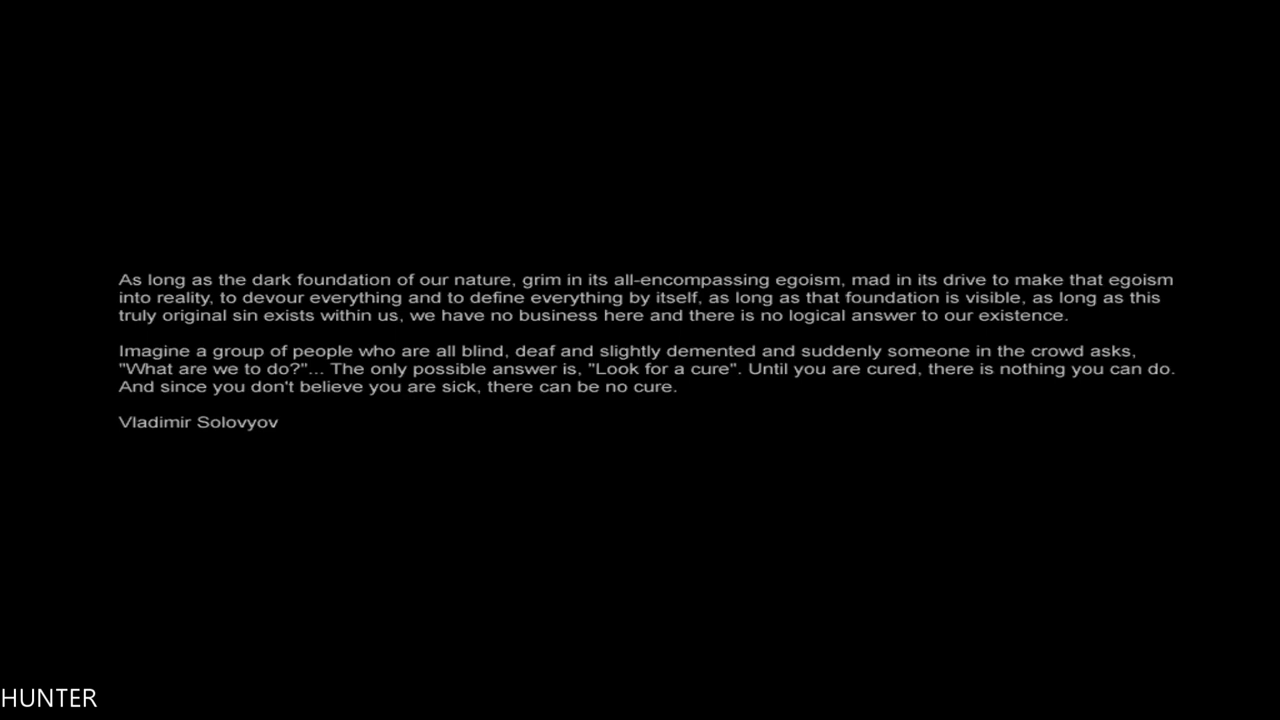 As long as the dark foundation of our nature, grim in its all-encompassing egoism, mad in its drive to make that egoism
into reality, to devour everything and to define everything by itself, as long as that foundation is visible, as long as this
truly original sin exists within us, we have no business here and there is no logical answer to our existence.
Imagine a group of people who are all blind, deaf and slightly demented and suddenly someone in the crowd asks,
"What are we to do?"... The only possible answer is, "Look for a cure". Until you are cured, there is nothing you can do.
And since you don't believe you are sick, there can be no cure.
Vladimir Solovyov
HUNTER